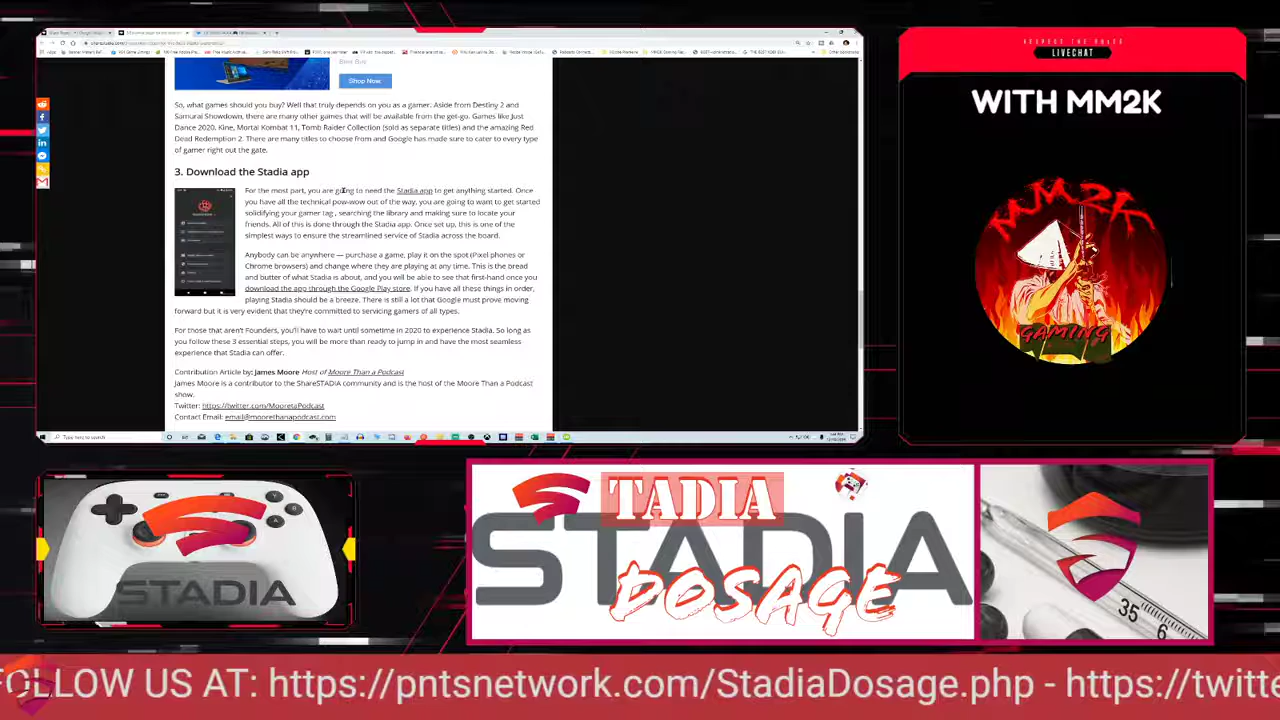 Best Buy
Shop Now
So, what games should you buy? Well that truly depends on you as a gamer. Aside from Destiny 2 and
Samurai Showdown, there are many other games that will be available from the get-go. Games like Just
Dance 2020, Kine, Mortal Kombat 11, Tomb Raider Collection (sold as separate titles) and the amazing Red
Dead Redemption 2. There are many titles to choose from and Google has made sure to cater to every type
of gamer right out the gate.
3. Download the Stadia app
For the most part, you are going to need the Stadia app to get anything started. Once
you have all the technical pow-wow out of the way, you are going to want to get started
solidifying your gamer tag , searching the library and making sure to locate your
friends. All of this is done through the Stadia app. Once set up, this is one of the
simplest ways to ensure the streamlined service of Stadia across the board.
Anybody can be anywhere — purchase a game, play it on the spot (Pixel phones or
Chrome browsers) and change where they are playing at any time. This is the bread
and butter of what Stadia is about, and you will be able to see that first-hand once you
download the app through the Google Play store. If you have all these things in order,
playing Stadia should be a breeze. There is still a lot that Google must prove moving
forward but it is very evident that they're committed to servicing gamers of all types.
For those that aren't Founders, you'll have to wait until sometime in 2020 to experience Stadia. So long as
you follow these 3 essential steps, you will be more than ready to jump in and have the most seamless
experience that Stadia can offer.
Contribution Article by: James Moore Host of Moore Than a Podcast
James Moore is a contributor to the ShareSTADIA community and is the host of the Moore Than a Podcast
show.
Twitter: https://twitter.com/MooretaPodcast
Contact Email: email@moorethanapodcast.com
Type here to search
RESPECT THE RULES
LIVECHAT
WITH MM2K
MM2K
GAMING
STADIA
TADIA
STADIA
DOSAGE
35
6
FOLLOW US AT: https://pntsnetwork.com/StadiaDosage.php - https://twitte